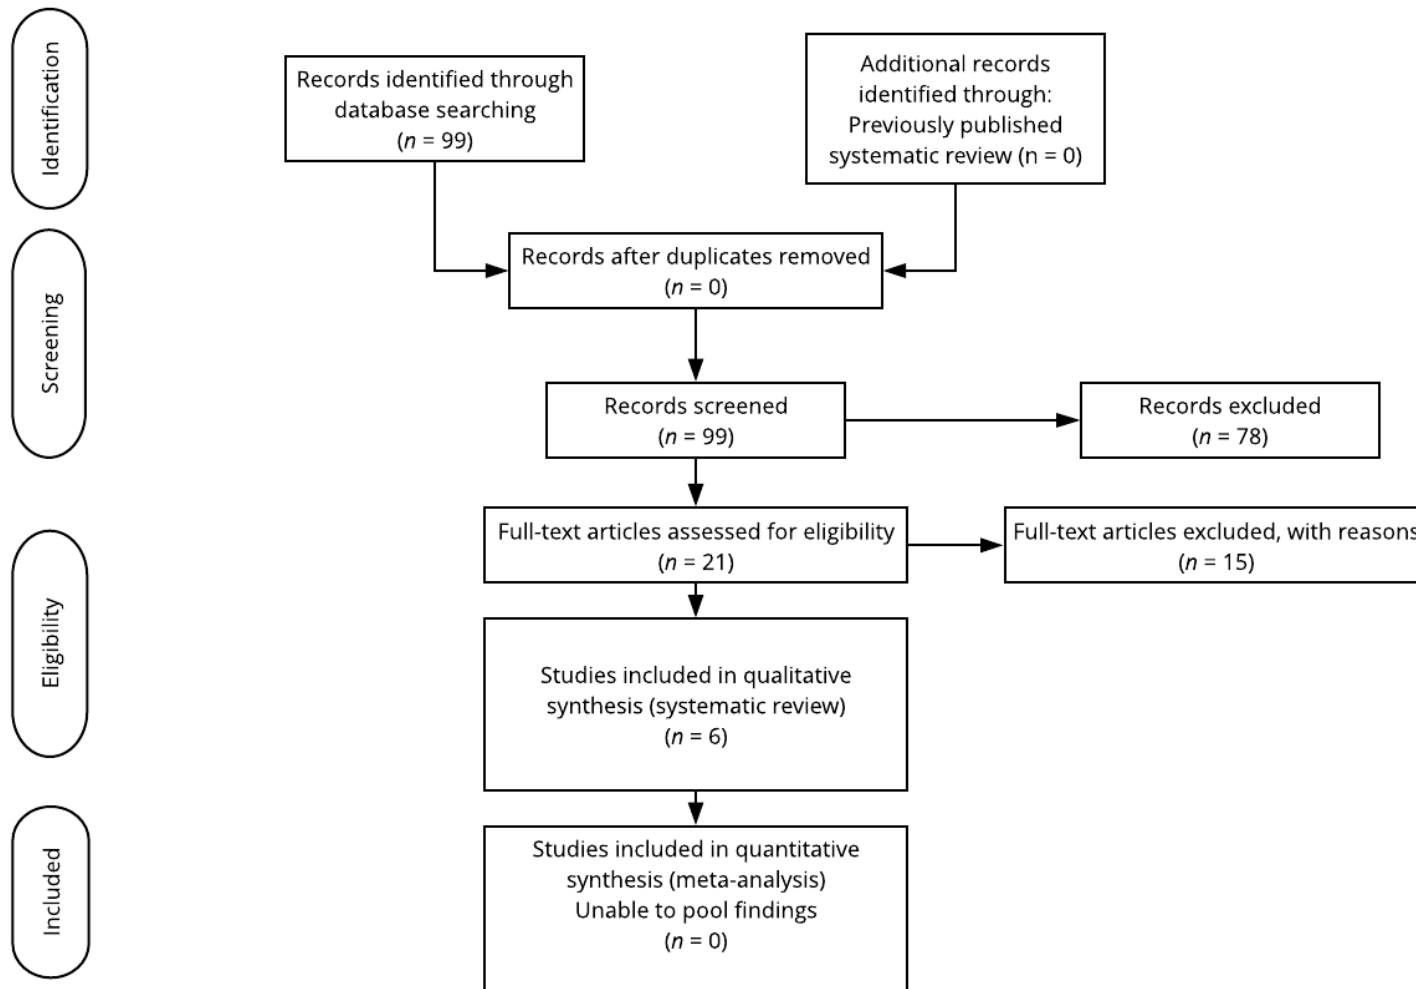 Identification
Records identified through
database searching
(n = 99)
Additional records
identified through:
Previously published
systematic review (n = 0)
Screening
Records after duplicates removed
(n = 0)
Records screened
(n = 99)
Records excluded
(n = 78)
Eligibility
Full-text articles assessed for eligibility
(n = 21)
Full-text articles excluded, with reasons
(n = 15)
Studies included in qualitative
synthesis (systematic review)
(n = 6)
Included
Studies included in quantitative
synthesis (meta-analysis)
Unable to pool findings
(n = 0)